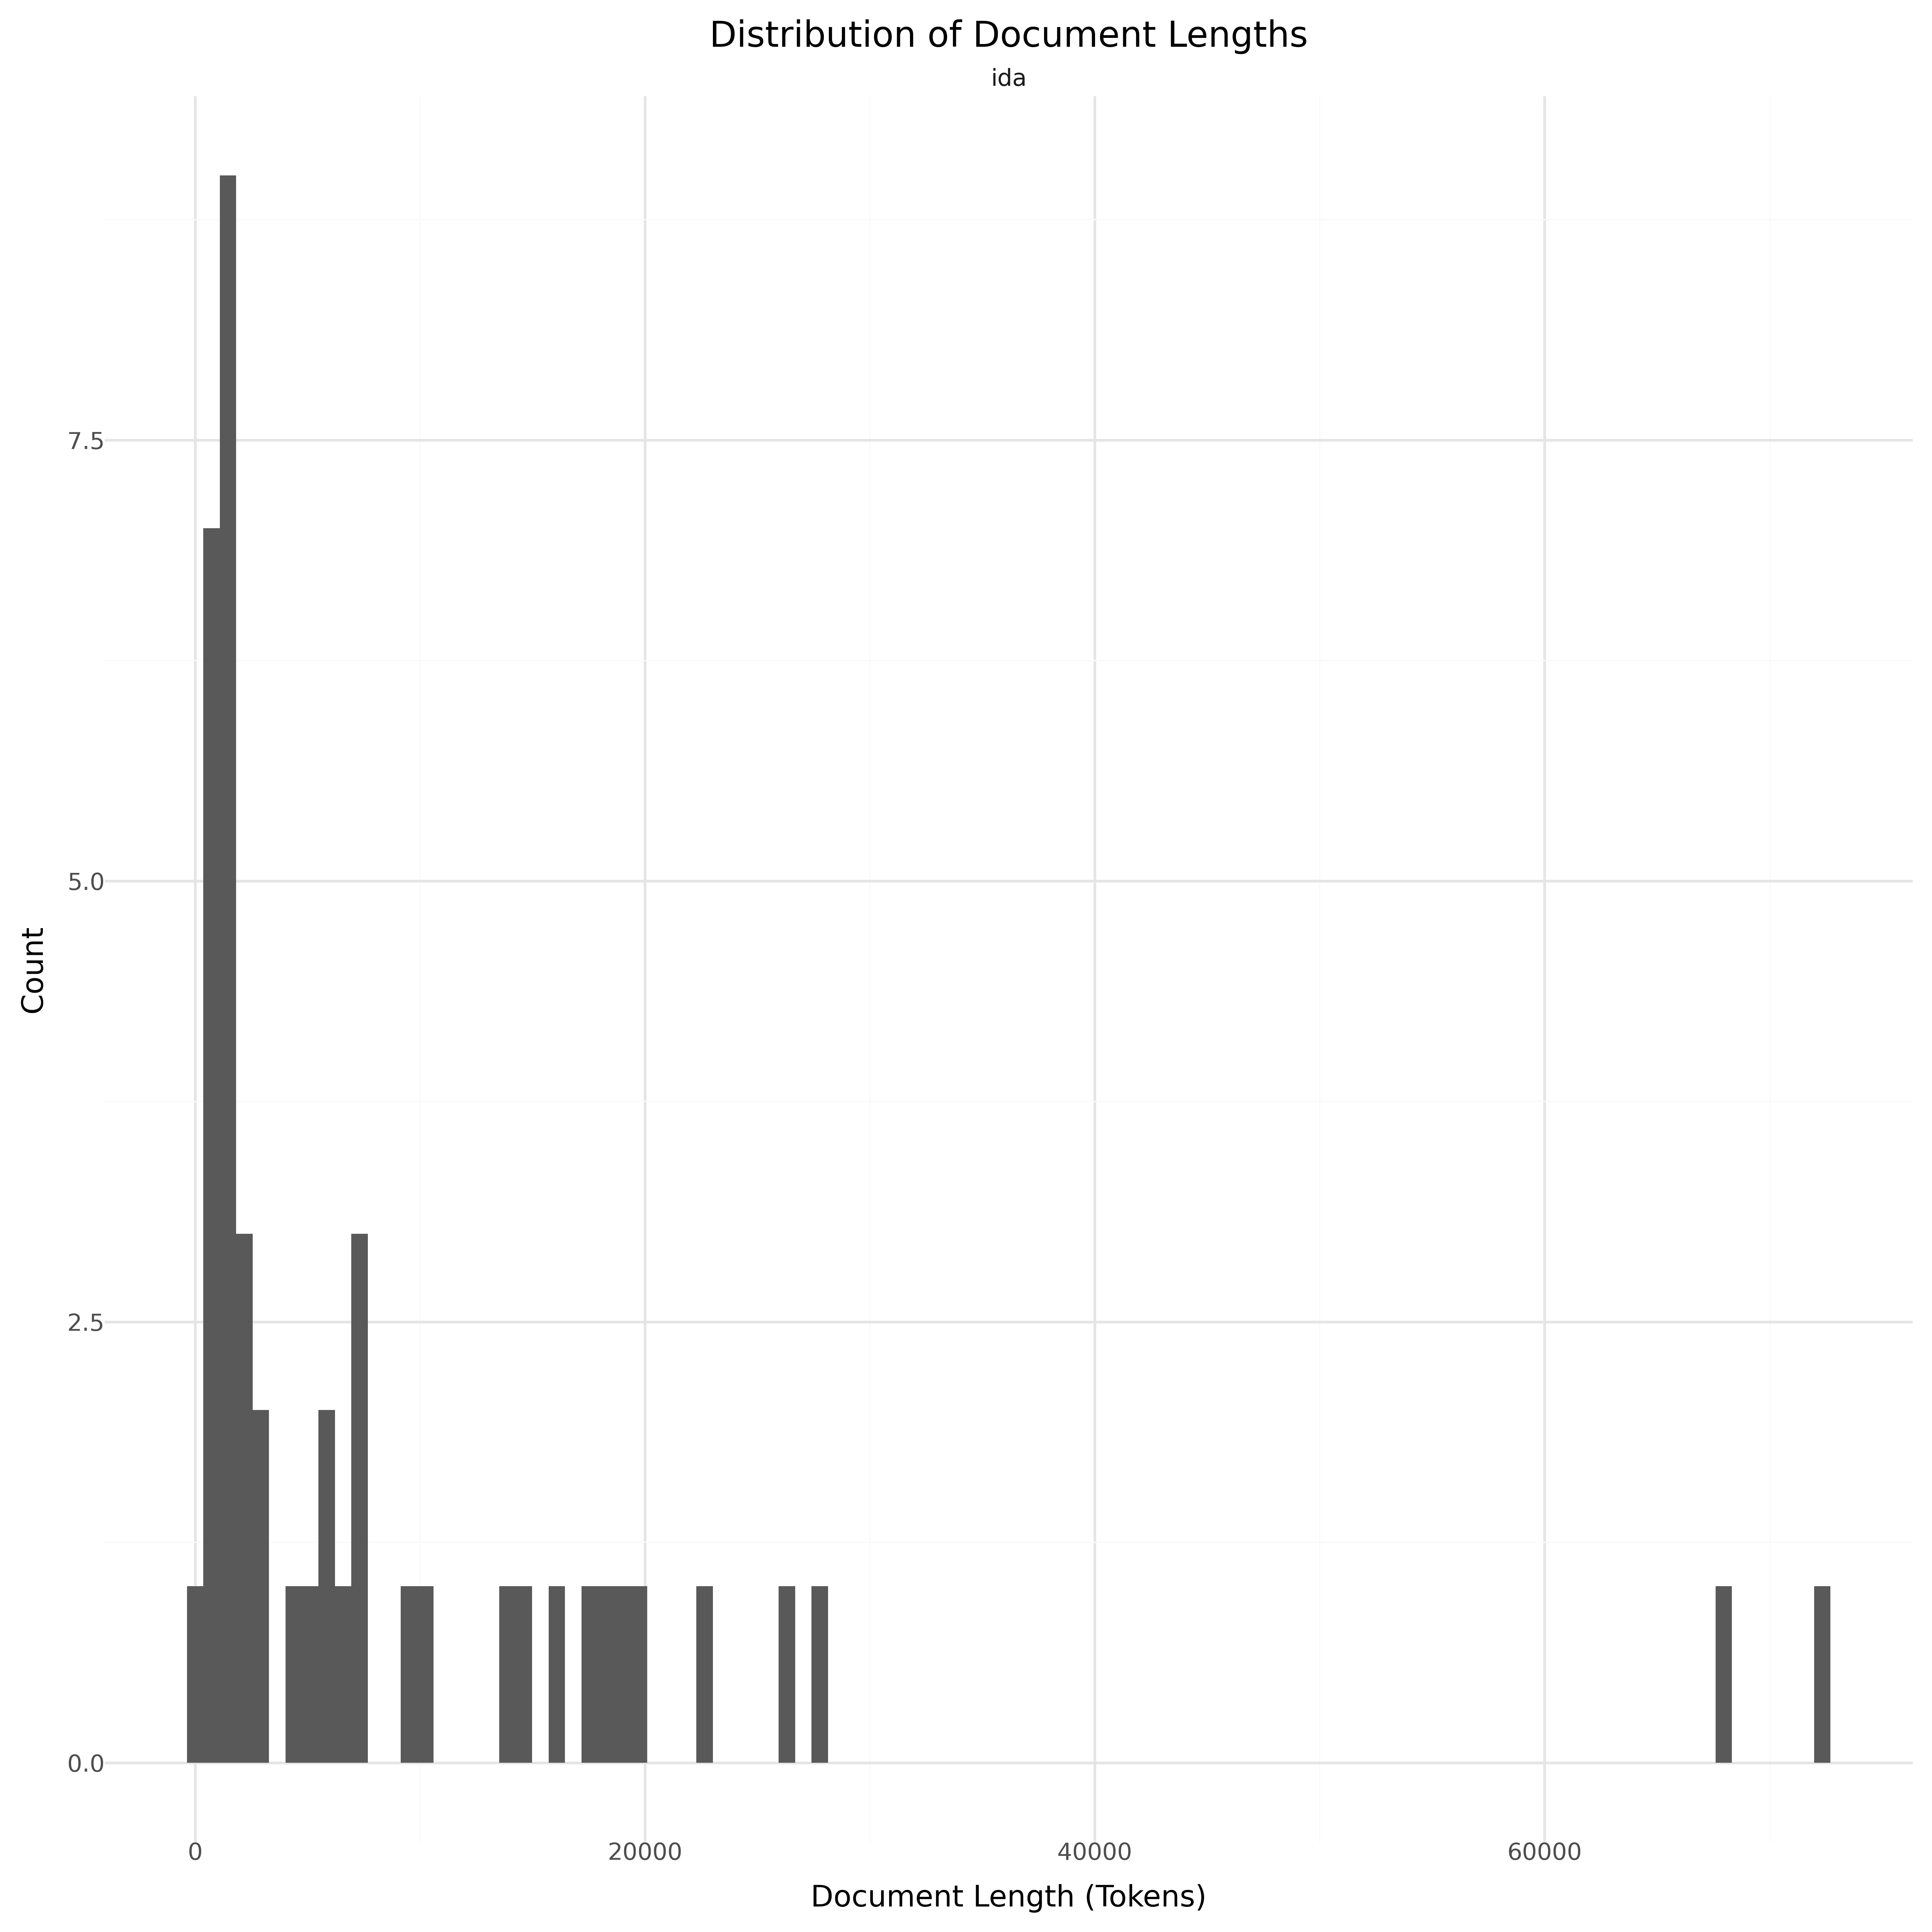 Distribution of Document Lengths
ida
7.5
5.0
2.5
0.0
Count
0 20000 40000 60000
Document Length (Tokens)